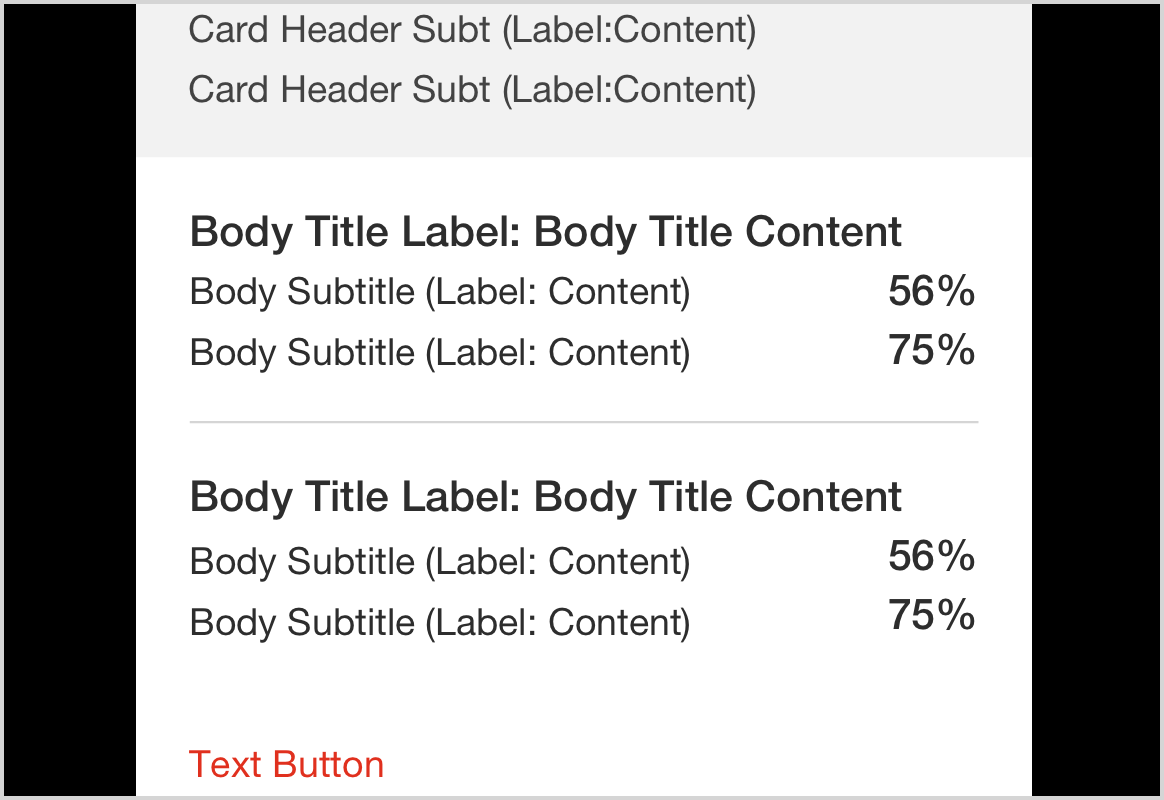 Card Header Subt (Label:Content)
Card Header Subt (Label:Content)
Body Title Label: Body Title Content
Body Subtitle (Label: Content) 56%
Body Subtitle (Label: Content) 75%
Body Title Label: Body Title Content
Body Subtitle (Label: Content) 56%
Body Subtitle (Label: Content) 75%
Text Button